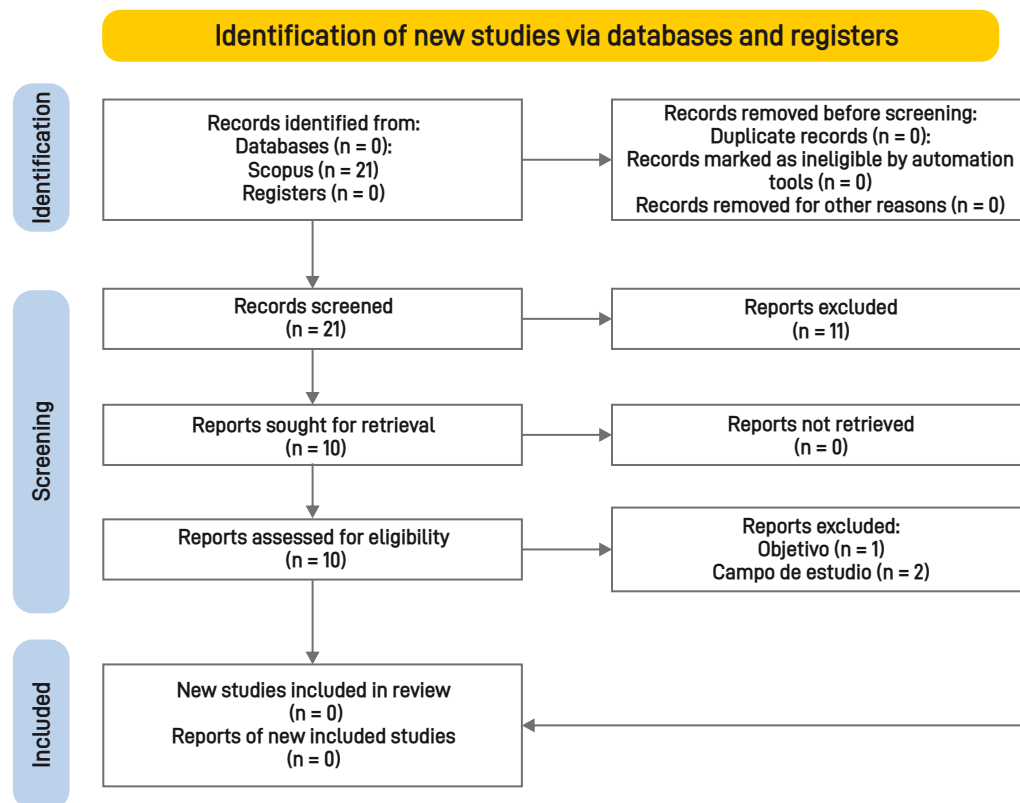 Identification of new studies via databases and registers
Identification
Records identified from:
Databases (n = 0):
Scopus (n = 21)
Registers (n = 0)
Records removed before screening:
Duplicate records (n = 0):
Records marked as ineligible by automation
tools (n = 0)
Records removed for other reasons (n = 0)
Screening
Records screened
(n = 21)
Reports excluded
(n = 11)
Reports sought for retrieval
(n = 10)
Reports not retrieved
(n = 0)
Reports assessed for eligibility
(n = 10)
Reports excluded:
Objetivo (n = 1)
Campo de estudio (n = 2)
Included
New studies included in review
(n = 0)
Reports of new included studies
(n = 0)